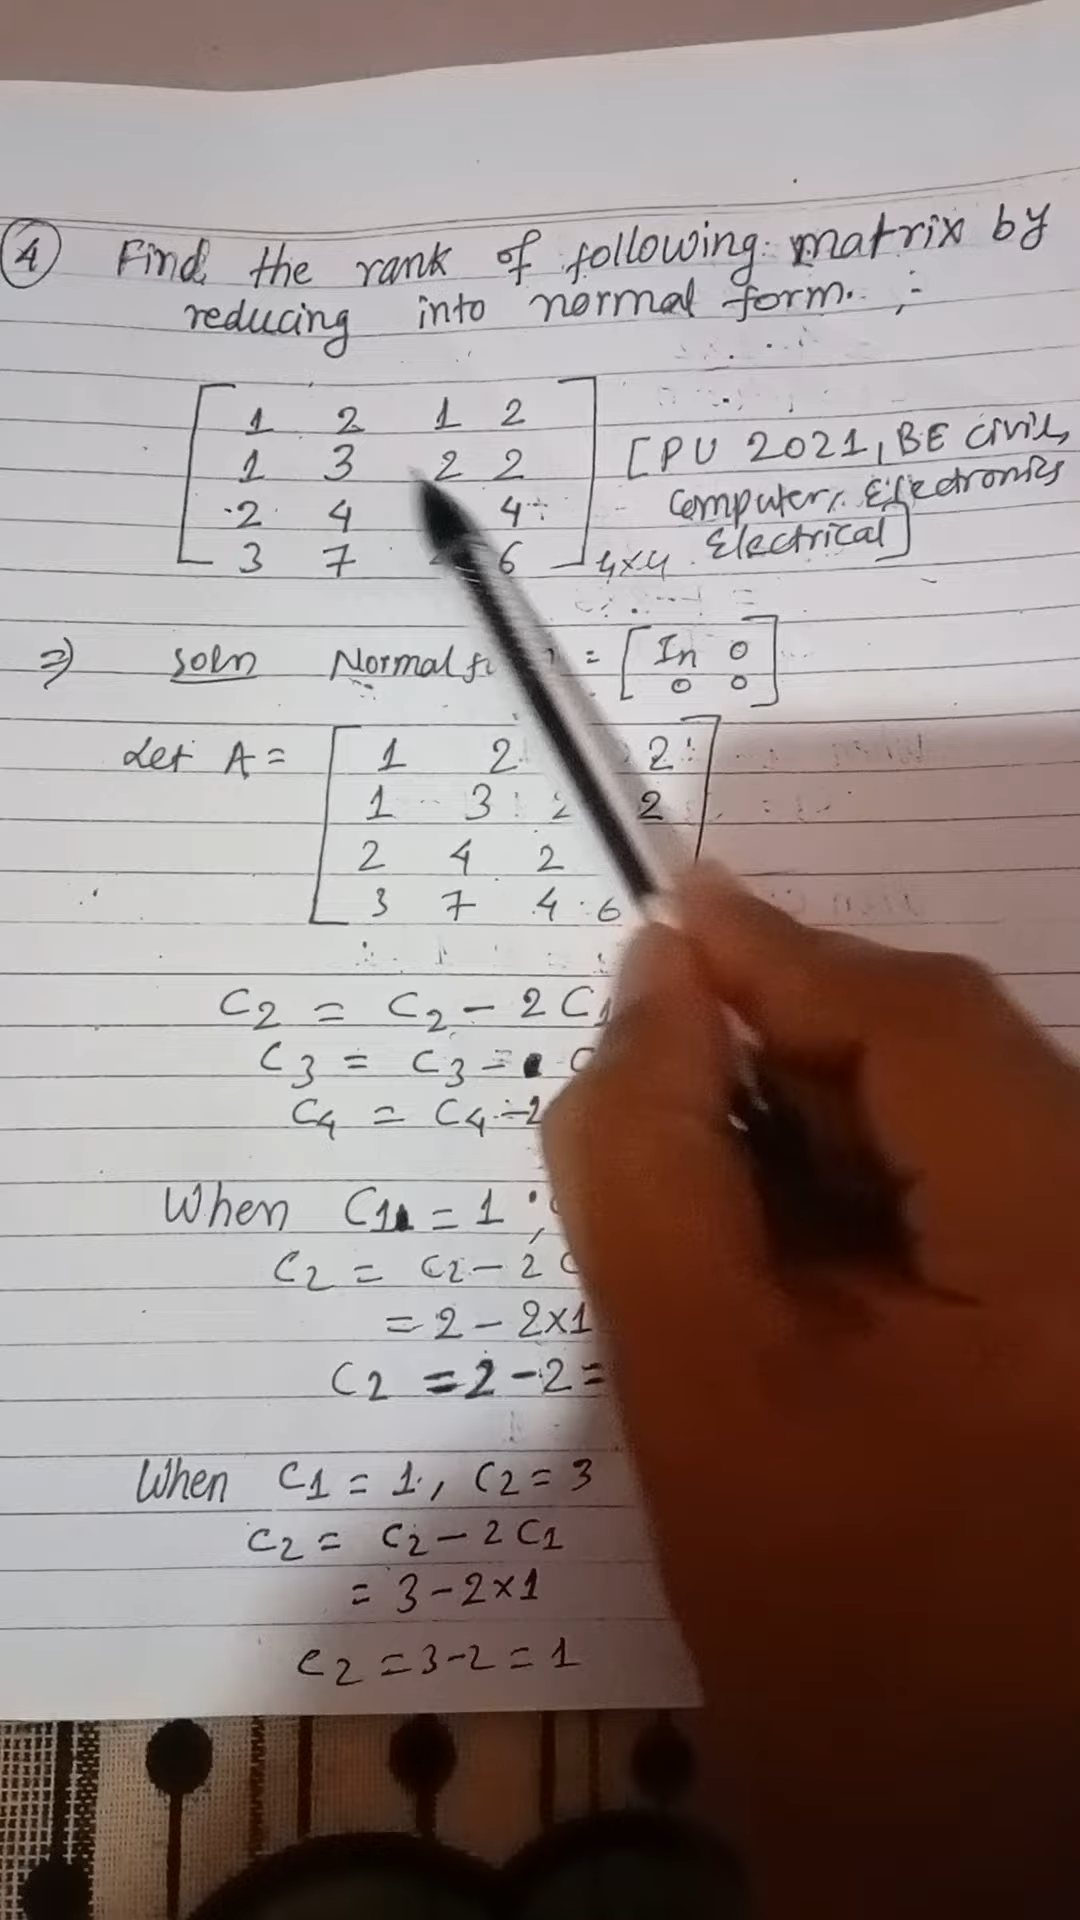 4 Find the rank of following matrix by
reducing into normal form. :-
1 2 1 2
1 3 2 2
2 4 4
3 7 6
4×4
[PU 2021, BE civil,
Computer, Electronics
Electrical]
⇒ Soln Normal = [In 0
0 0]
Let A =
1 2 2
1 3 2 2
2 4 2
3 7 4 6
C2 = C2 - 2C1
C3 = C3 -
C4 = C4 - 2
When C1 = 1 ;
C2 = C2 - 2
= 2 - 2×1
C2 = 2 - 2 =
When C1 = 1, C2 = 3
C2 = C2 - 2C1
= 3 - 2×1
C2 = 3-2 = 1